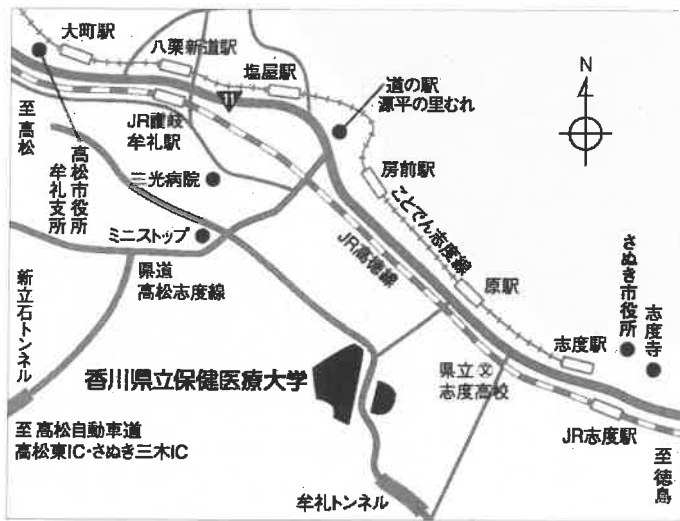 大町駅
八栗新道駅
塩屋駅
道の駅
源平の里むれ
N
11
JR讃岐
牟礼駅
至高松
高松市役所
牟礼支所
三光病院
房前駅
ことでん志度線
ミニストップ
県道
高松志度線
JR高徳線
原駅
さぬき市役所
志度寺
新立石トンネル
志度駅
香川県立保健医療大学
県立 文
志度高校
至 高松自動車道
高松東IC・さぬき三木IC
JR志度駅
至徳島
牟礼トンネル